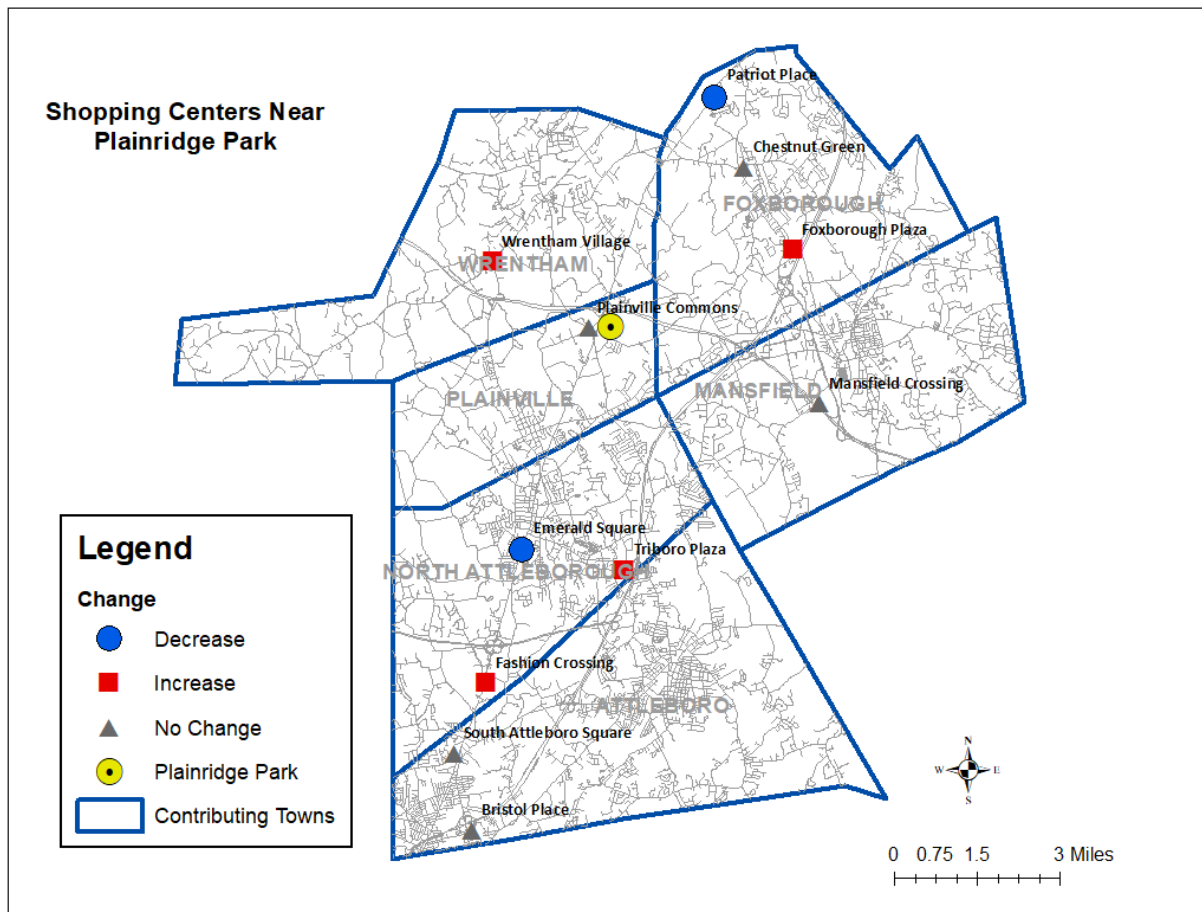 Shopping Centers Near
Plainridge Park
Patriot Place
Chestnut Green
FOXBOROUGH
Foxborough Plaza
Wrentham Village
WRENTHAM
Plainville Commons
PLAINVILLE
MANSFIELD
Mansfield Crossing
Emerald Square
Triboro Plaza
NORTH ATTLEBOROUGH
Fashion Crossing
ATTLEBORO
South Attleboro Square
Bristol Place
Legend
Change
Decrease
Increase
No Change
Plainridge Park
Contributing Towns
N
W E
S
0 0.75 1.5 3 Miles